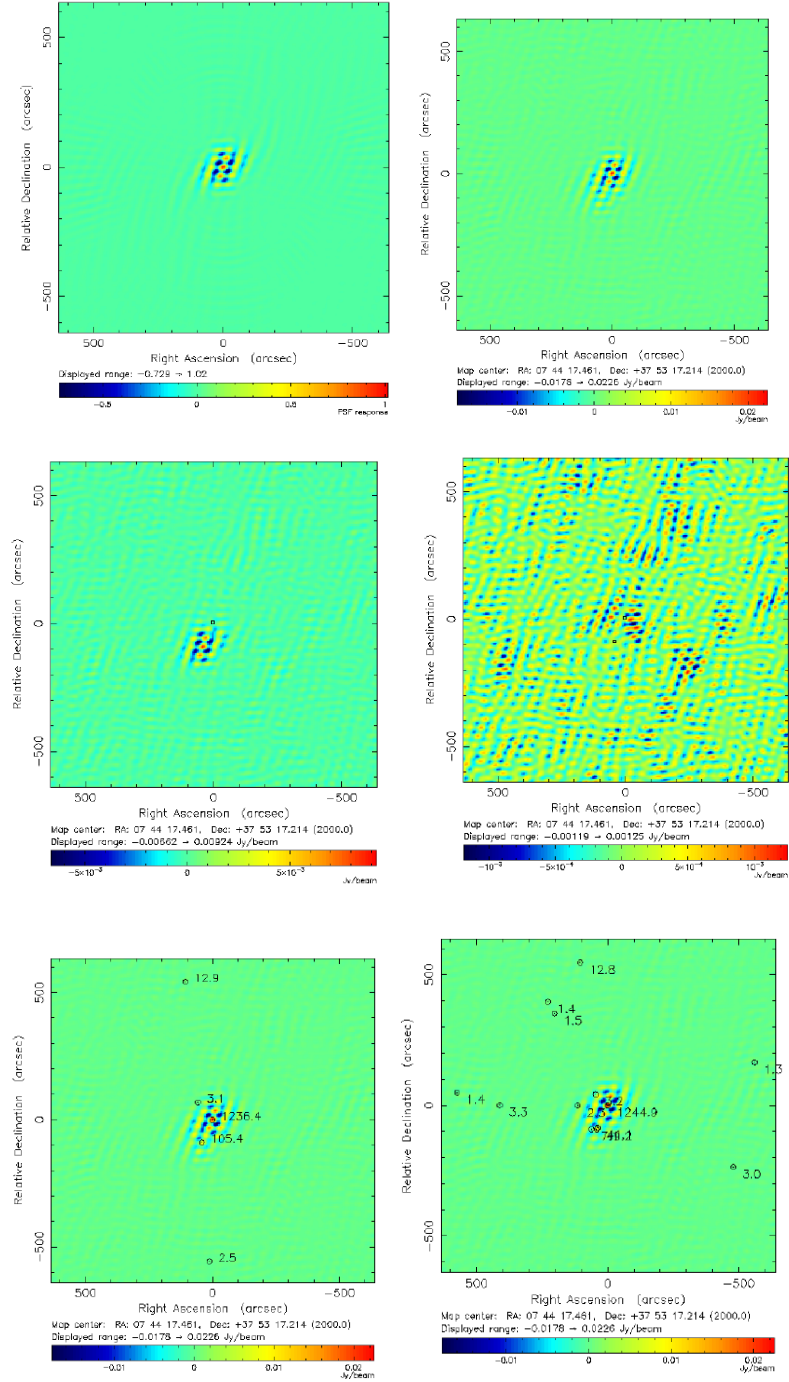 500
0
−500
Relative Declination (arcsec)
500 0 −500
Right Ascension (arcsec)
Displayed range: −0.729 → 1.02
−0.5 0 0.5 1
PSF response
500
0
−500
Relative Declination (arcsec)
500 0 −500
Right Ascension (arcsec)
Map center: RA: 07 44 17.461, Dec: +37 53 17.214 (2000.0)
Displayed range: −0.0178 → 0.0226 Jy/beam
−0.01 0 0.01 0.02
Jy/beam
500
0
−500
Relative Declination (arcsec)
500 0 −500
Right Ascension (arcsec)
Map center: RA: 07 44 17.461, Dec: +37 53 17.214 (2000.0)
Displayed range: −0.00662 → 0.00924 Jy/beam
−5×10⁻³ 0 5×10⁻³
Jy/beam
500
0
−500
Relative Declination (arcsec)
500 0 −500
Right Ascension (arcsec)
Map center: RA: 07 44 17.461, Dec: +37 53 17.214 (2000.0)
Displayed range: −0.00119 → 0.00125 Jy/beam
−10⁻³ −5×10⁻⁴ 0 5×10⁻⁴ 10⁻³
Jy/beam
500
0
−500
Relative Declination (arcsec)
12.9
3.1
1236.4
105.4
2.5
500 0 −500
Right Ascension (arcsec)
Map center: RA: 07 44 17.461, Dec: +37 53 17.214 (2000.0)
Displayed range: −0.0178 → 0.0226 Jy/beam
−0.01 0 0.01 0.02
Jy/beam
500
0
−500
Relative Declination (arcsec)
12.8
1.4
1.5
1.3
1.4
3.3
1244.9
3.0
500 0 −500
Right Ascension (arcsec)
Map center: RA: 07 44 17.461, Dec: +37 53 17.214 (2000.0)
Displayed range: −0.0178 → 0.0226 Jy/beam
−0.01 0 0.01 0.02
Jy/beam